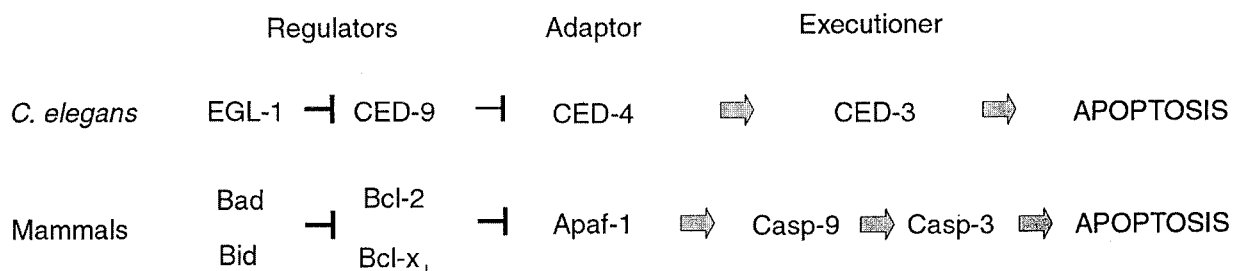 Regulators Adaptor Executioner
C. elegans EGL-1 CED-9 CED-4 CED-3 APOPTOSIS
Bad Bcl-2
Mammals Apaf-1 Casp-9 Casp-3 APOPTOSIS
Bid Bcl-xL